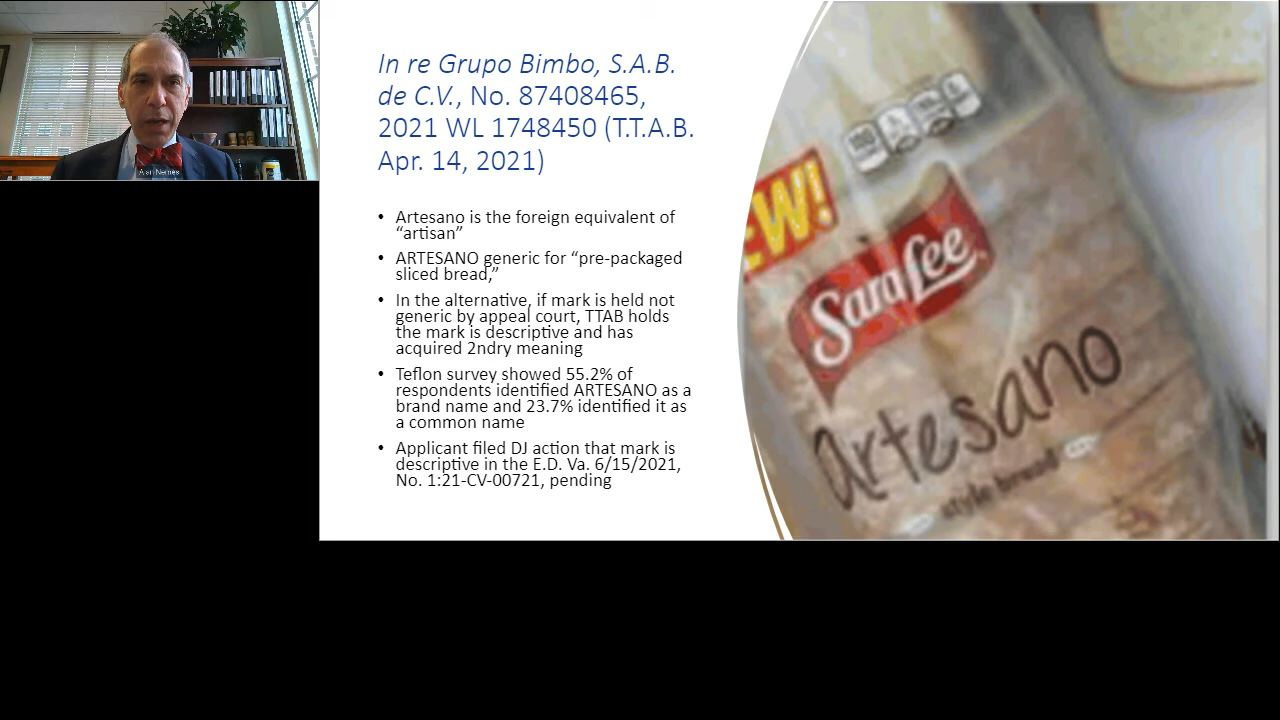 Alan Nemes
In re Grupo Bimbo, S.A.B.
de C.V., No. 87408465,
2021 WL 1748450 (T.T.A.B.
Apr. 14, 2021)
• Artesano is the foreign equivalent of
“artisan”
• ARTESANO generic for “pre-packaged
sliced bread,”
• In the alternative, if mark is held not
generic by appeal court, TTAB holds
the mark is descriptive and has
acquired 2ndry meaning
• Teflon survey showed 55.2% of
respondents identified ARTESANO as a
brand name and 23.7% identified it as
a common name
• Applicant filed DJ action that mark is
descriptive in the E.D. Va. 6/15/2021,
No. 1:21-CV-00721, pending
EW!
Sara Lee
artesano
style bread